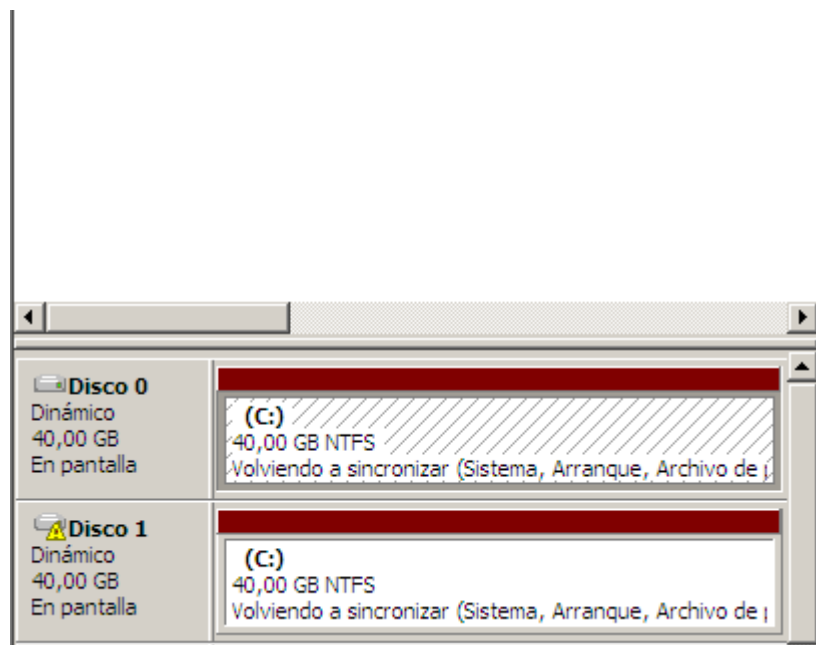 Disco 0
Dinámico
40,00 GB
En pantalla
(C:)
40,00 GB NTFS
Volviendo a sincronizar (Sistema, Arranque, Archivo de
Disco 1
Dinámico
40,00 GB
En pantalla
(C:)
40,00 GB NTFS
Volviendo a sincronizar (Sistema, Arranque, Archivo de